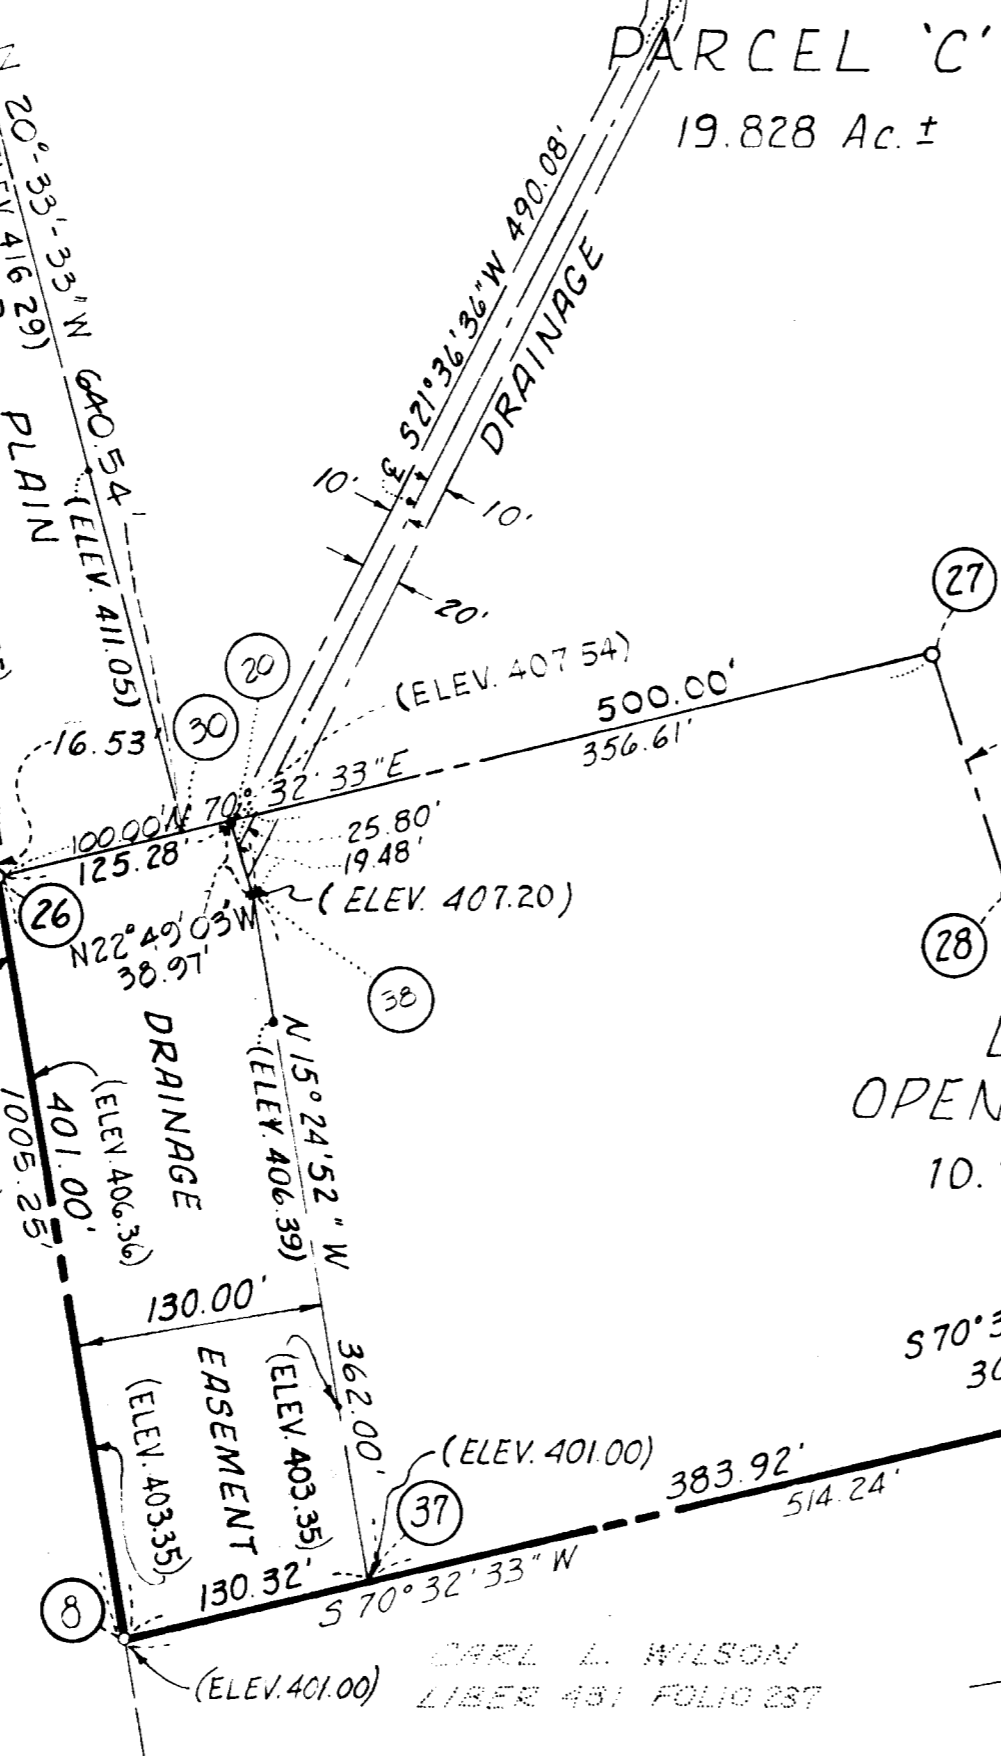 PARCEL 'C'
19.828 Ac. ±
20°-33'-33" W 640.54'
ELEV 416 29)
PLAIN
(ELEV. 411.05)
S21°36'36"W 490.08'
DRAINAGE
10'
℄
10'
20'
27
20
(ELEV. 407 54)
500.00'
356.61'
30
16.53'
N 70° 32' 33"E
100.00'
125.28'
25.80'
19.48'
(ELEV. 407.20)
26
N22°49'03"W
38.97'
28
38
DRAINAGE
N 15° 24' 52" W
(ELEV. 406.39)
(ELEV. 406.36)
401.00'
1005.25'
OPEN
10.
130.00'
S 70°3
30
EASEMENT
(ELEV. 403.35)
(ELEV. 403.35)
362.00'
(ELEV. 401.00)
383.92'
514.24'
37
130.32'
S 70° 32' 33" W
8
(ELEV. 401.00)
CARL L. WILSON
LIBER 431 FOLIO 237